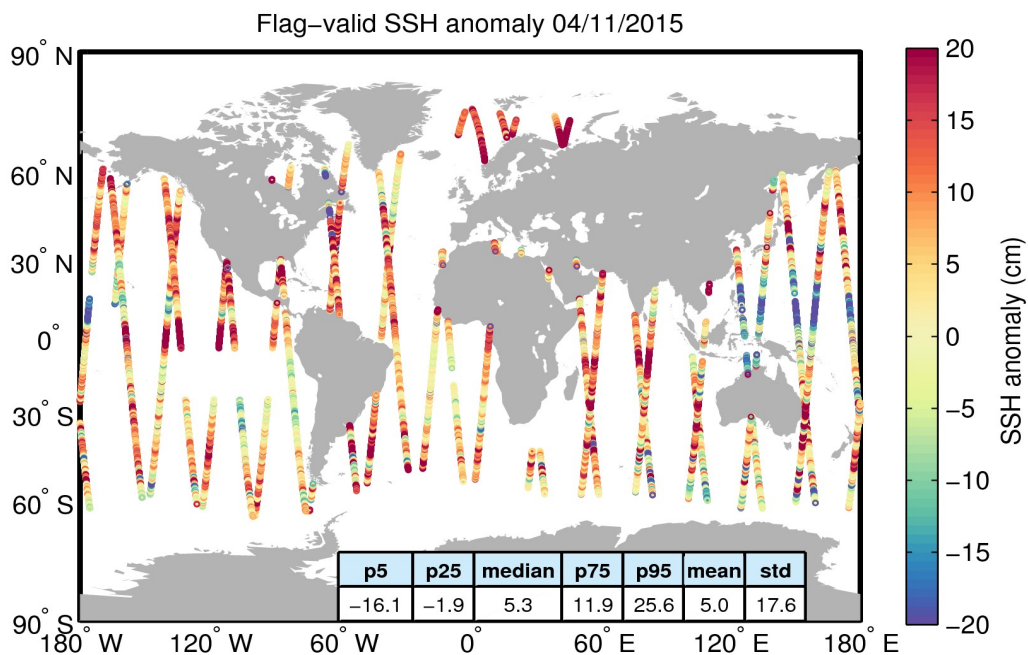 Flag−valid SSH anomaly 04/11/2015
90° N
60° N
30° N
0°
30° S
60° S
90° S
180° W
120° W
60° W
0°
60° E
120° E
180° E
p5 p25 median p75 p95 mean std
−16.1 −1.9 5.3 11.9 25.6 5.0 17.6
20
15
10
5
0
−5
−10
−15
−20
SSH anomaly (cm)